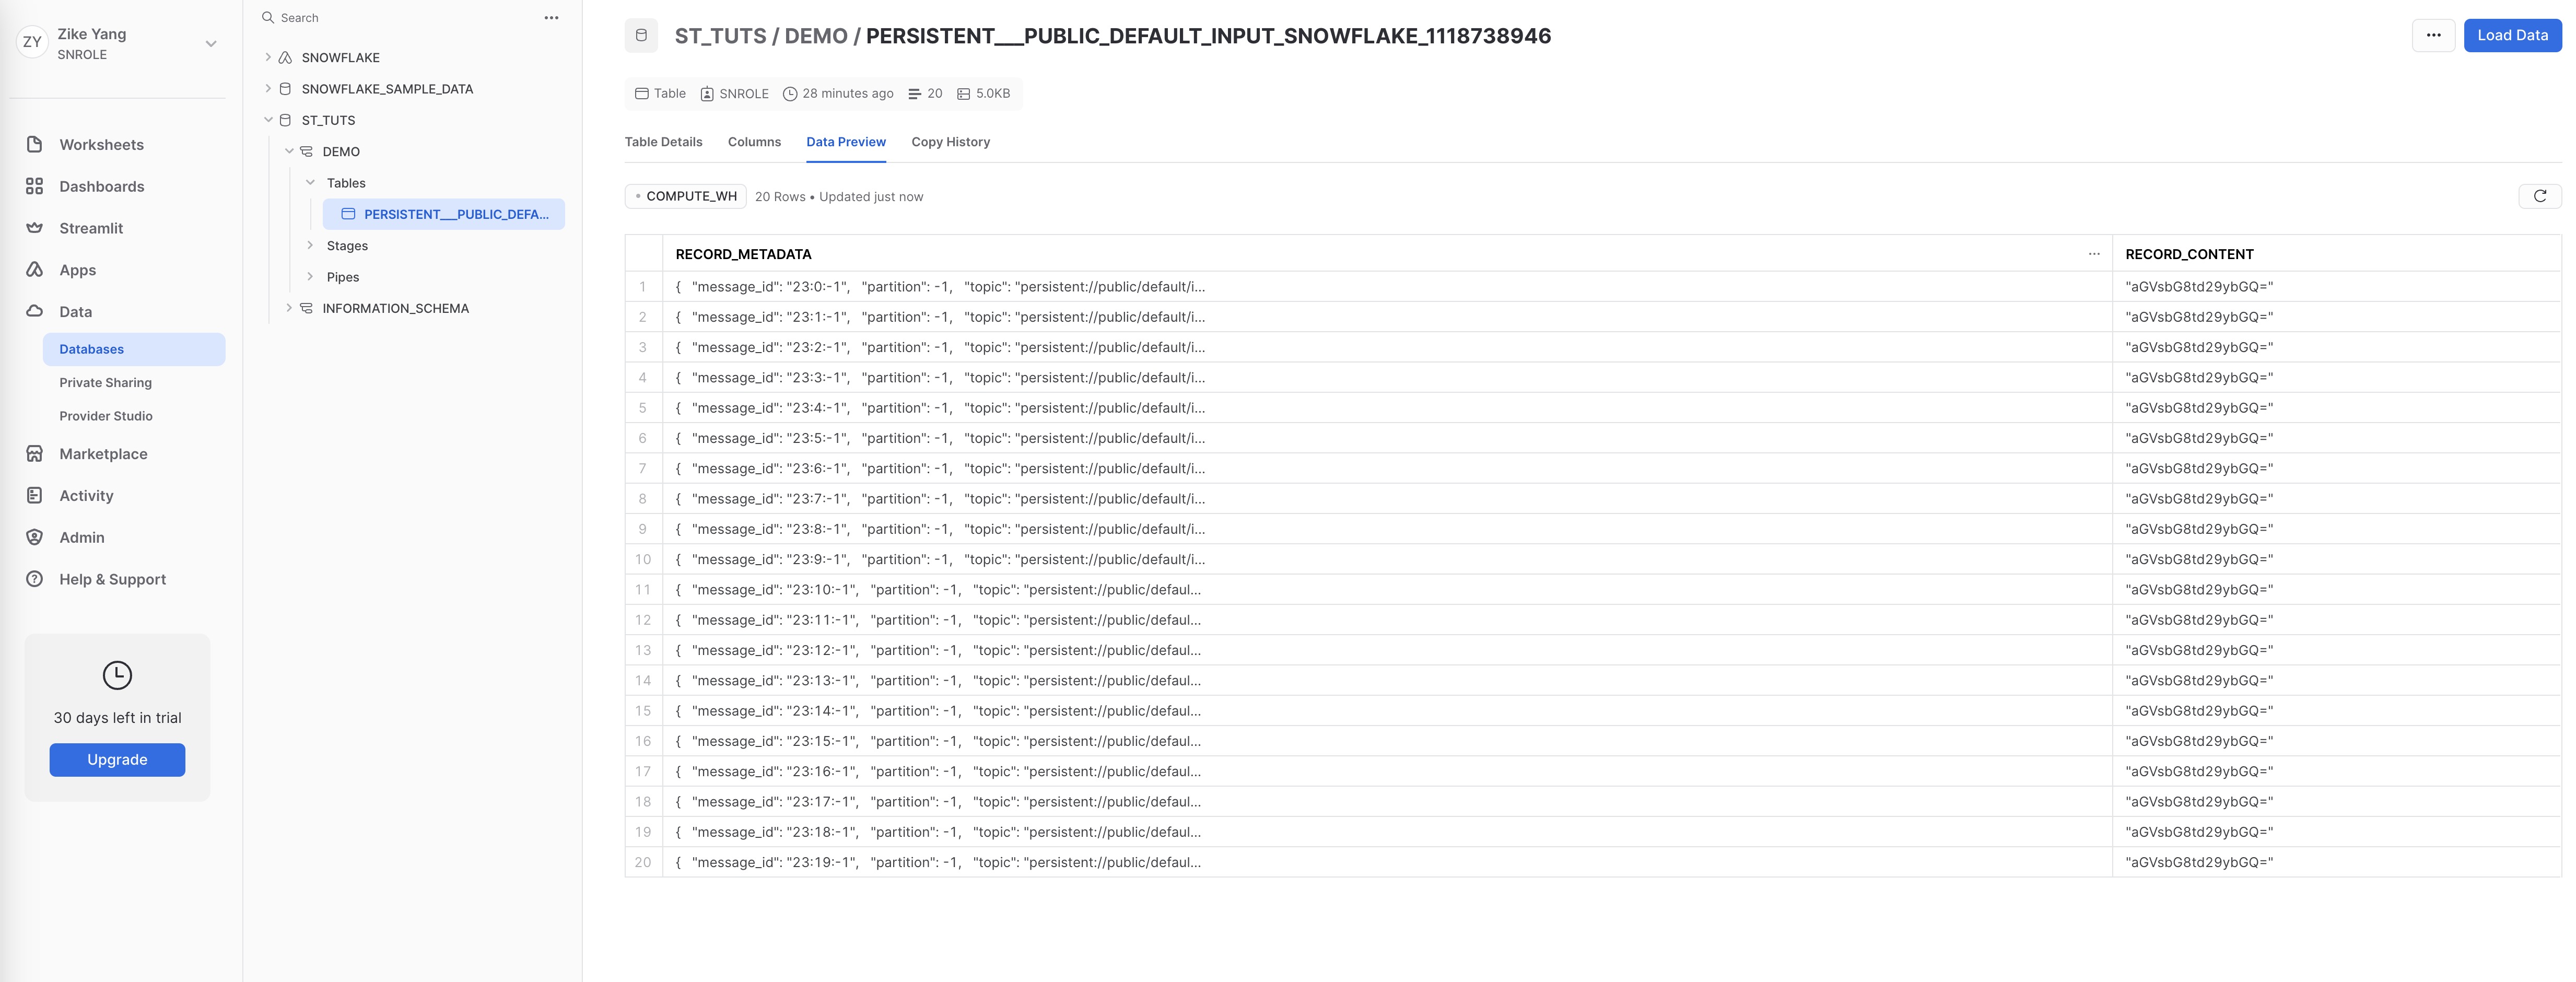 ZY
Zike Yang
SNROLE
Worksheets
Dashboards
Streamlit
Apps
Data
Databases
Private Sharing
Provider Studio
Marketplace
Activity
Admin
Help & Support
30 days left in trial
Upgrade
Search
SNOWFLAKE
SNOWFLAKE_SAMPLE_DATA
ST_TUTS
DEMO
Tables
PERSISTENT___PUBLIC_DEFA...
Stages
Pipes
INFORMATION_SCHEMA
ST_TUTS / DEMO / PERSISTENT___PUBLIC_DEFAULT_INPUT_SNOWFLAKE_1118738946
Load Data
Table SNROLE 28 minutes ago 20 5.0KB
Table Details Columns Data Preview Copy History
COMPUTE_WH 20 Rows • Updated just now
RECORD_METADATA ... RECORD_CONTENT
1 { "message_id": "23:0:-1", "partition": -1, "topic": "persistent://public/default/i... "aGVsbG8td29ybGQ="
2 { "message_id": "23:1:-1", "partition": -1, "topic": "persistent://public/default/i... "aGVsbG8td29ybGQ="
3 { "message_id": "23:2:-1", "partition": -1, "topic": "persistent://public/default/i... "aGVsbG8td29ybGQ="
4 { "message_id": "23:3:-1", "partition": -1, "topic": "persistent://public/default/i... "aGVsbG8td29ybGQ="
5 { "message_id": "23:4:-1", "partition": -1, "topic": "persistent://public/default/i... "aGVsbG8td29ybGQ="
6 { "message_id": "23:5:-1", "partition": -1, "topic": "persistent://public/default/i... "aGVsbG8td29ybGQ="
7 { "message_id": "23:6:-1", "partition": -1, "topic": "persistent://public/default/i... "aGVsbG8td29ybGQ="
8 { "message_id": "23:7:-1", "partition": -1, "topic": "persistent://public/default/i... "aGVsbG8td29ybGQ="
9 { "message_id": "23:8:-1", "partition": -1, "topic": "persistent://public/default/i... "aGVsbG8td29ybGQ="
10 { "message_id": "23:9:-1", "partition": -1, "topic": "persistent://public/default/i... "aGVsbG8td29ybGQ="
11 { "message_id": "23:10:-1", "partition": -1, "topic": "persistent://public/defaul... "aGVsbG8td29ybGQ="
12 { "message_id": "23:11:-1", "partition": -1, "topic": "persistent://public/defaul... "aGVsbG8td29ybGQ="
13 { "message_id": "23:12:-1", "partition": -1, "topic": "persistent://public/defaul... "aGVsbG8td29ybGQ="
14 { "message_id": "23:13:-1", "partition": -1, "topic": "persistent://public/defaul... "aGVsbG8td29ybGQ="
15 { "message_id": "23:14:-1", "partition": -1, "topic": "persistent://public/defaul... "aGVsbG8td29ybGQ="
16 { "message_id": "23:15:-1", "partition": -1, "topic": "persistent://public/defaul... "aGVsbG8td29ybGQ="
17 { "message_id": "23:16:-1", "partition": -1, "topic": "persistent://public/defaul... "aGVsbG8td29ybGQ="
18 { "message_id": "23:17:-1", "partition": -1, "topic": "persistent://public/defaul... "aGVsbG8td29ybGQ="
19 { "message_id": "23:18:-1", "partition": -1, "topic": "persistent://public/defaul... "aGVsbG8td29ybGQ="
20 { "message_id": "23:19:-1", "partition": -1, "topic": "persistent://public/defaul... "aGVsbG8td29ybGQ="